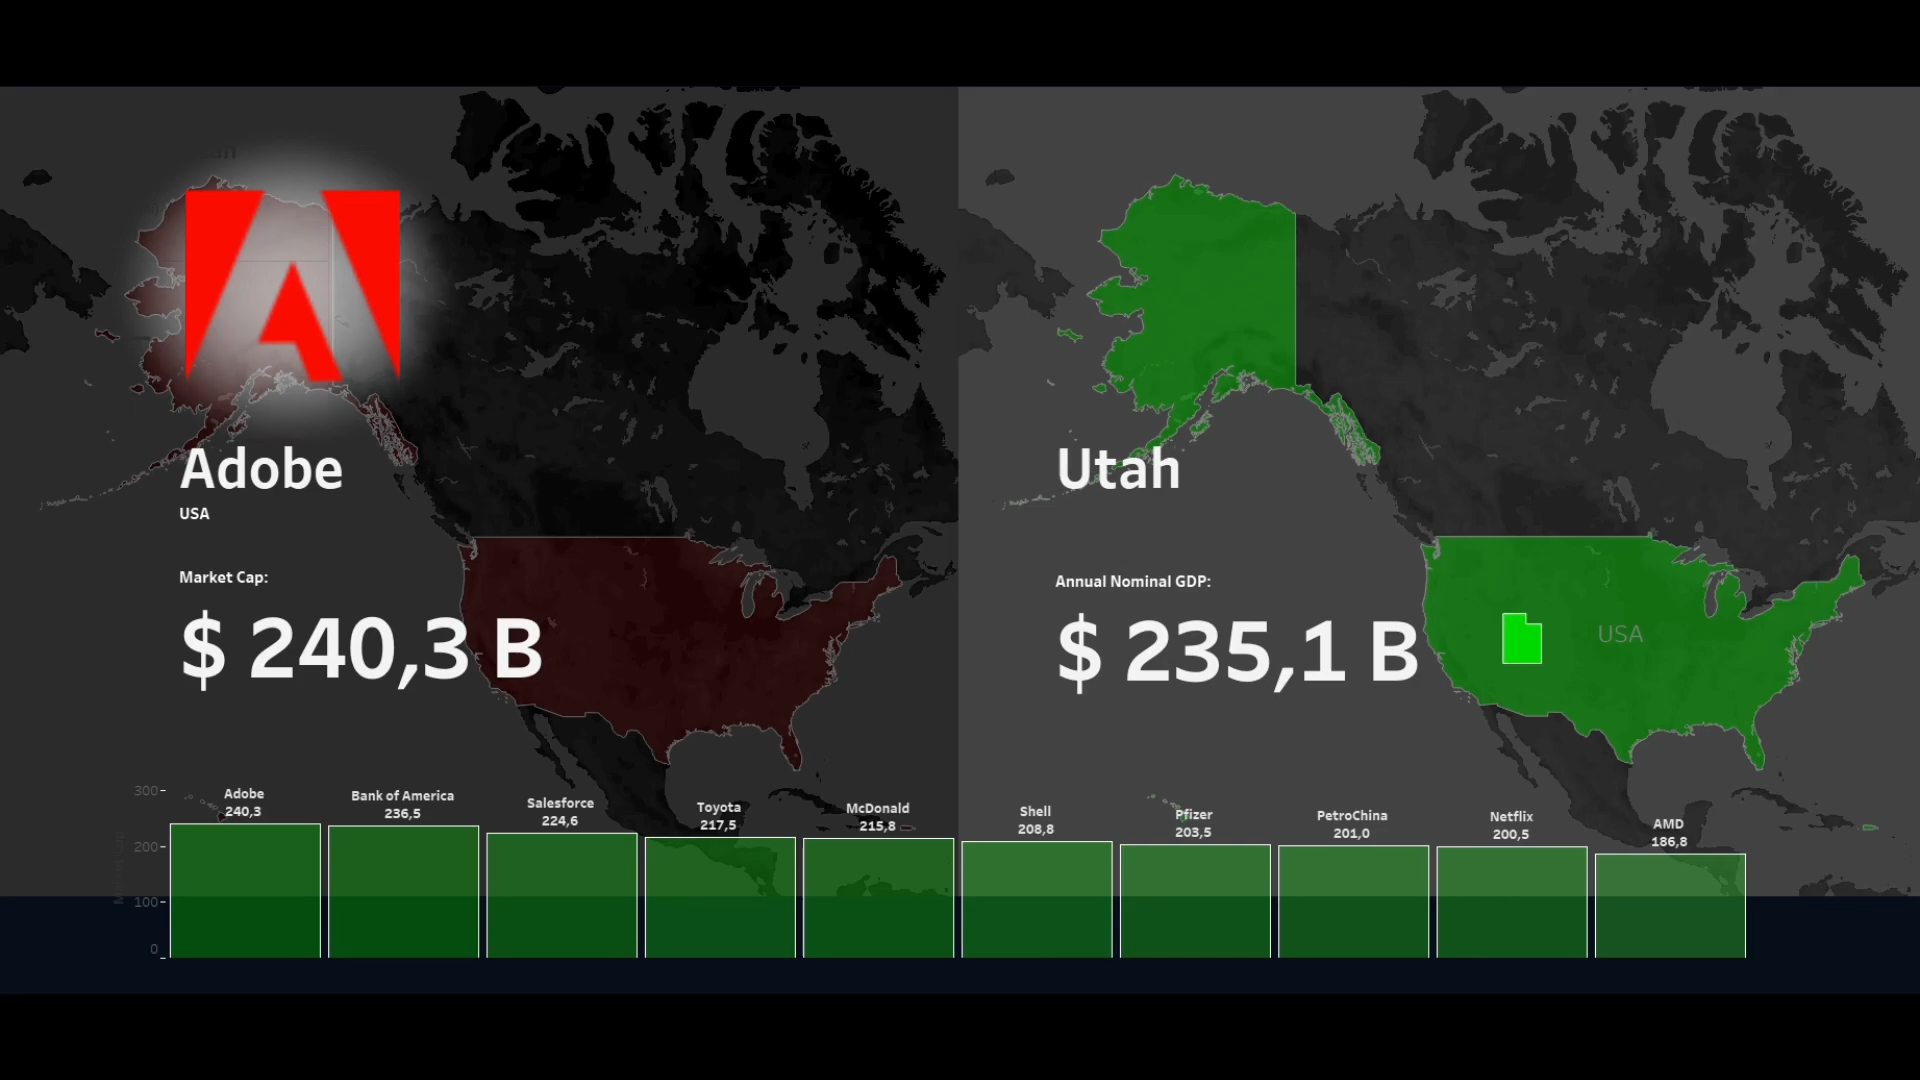 Adobe
USA
Market Cap:
$ 240,3 B
Utah
Annual Nominal GDP:
$ 235,1 B
USA
300
200
100
0
Adobe
240,3
Bank of America
236,5
Salesforce
224,6
Toyota
217,5
McDonald
215,8
Shell
208,8
Pfizer
203,5
PetroChina
201,0
Netflix
200,5
AMD
186,8